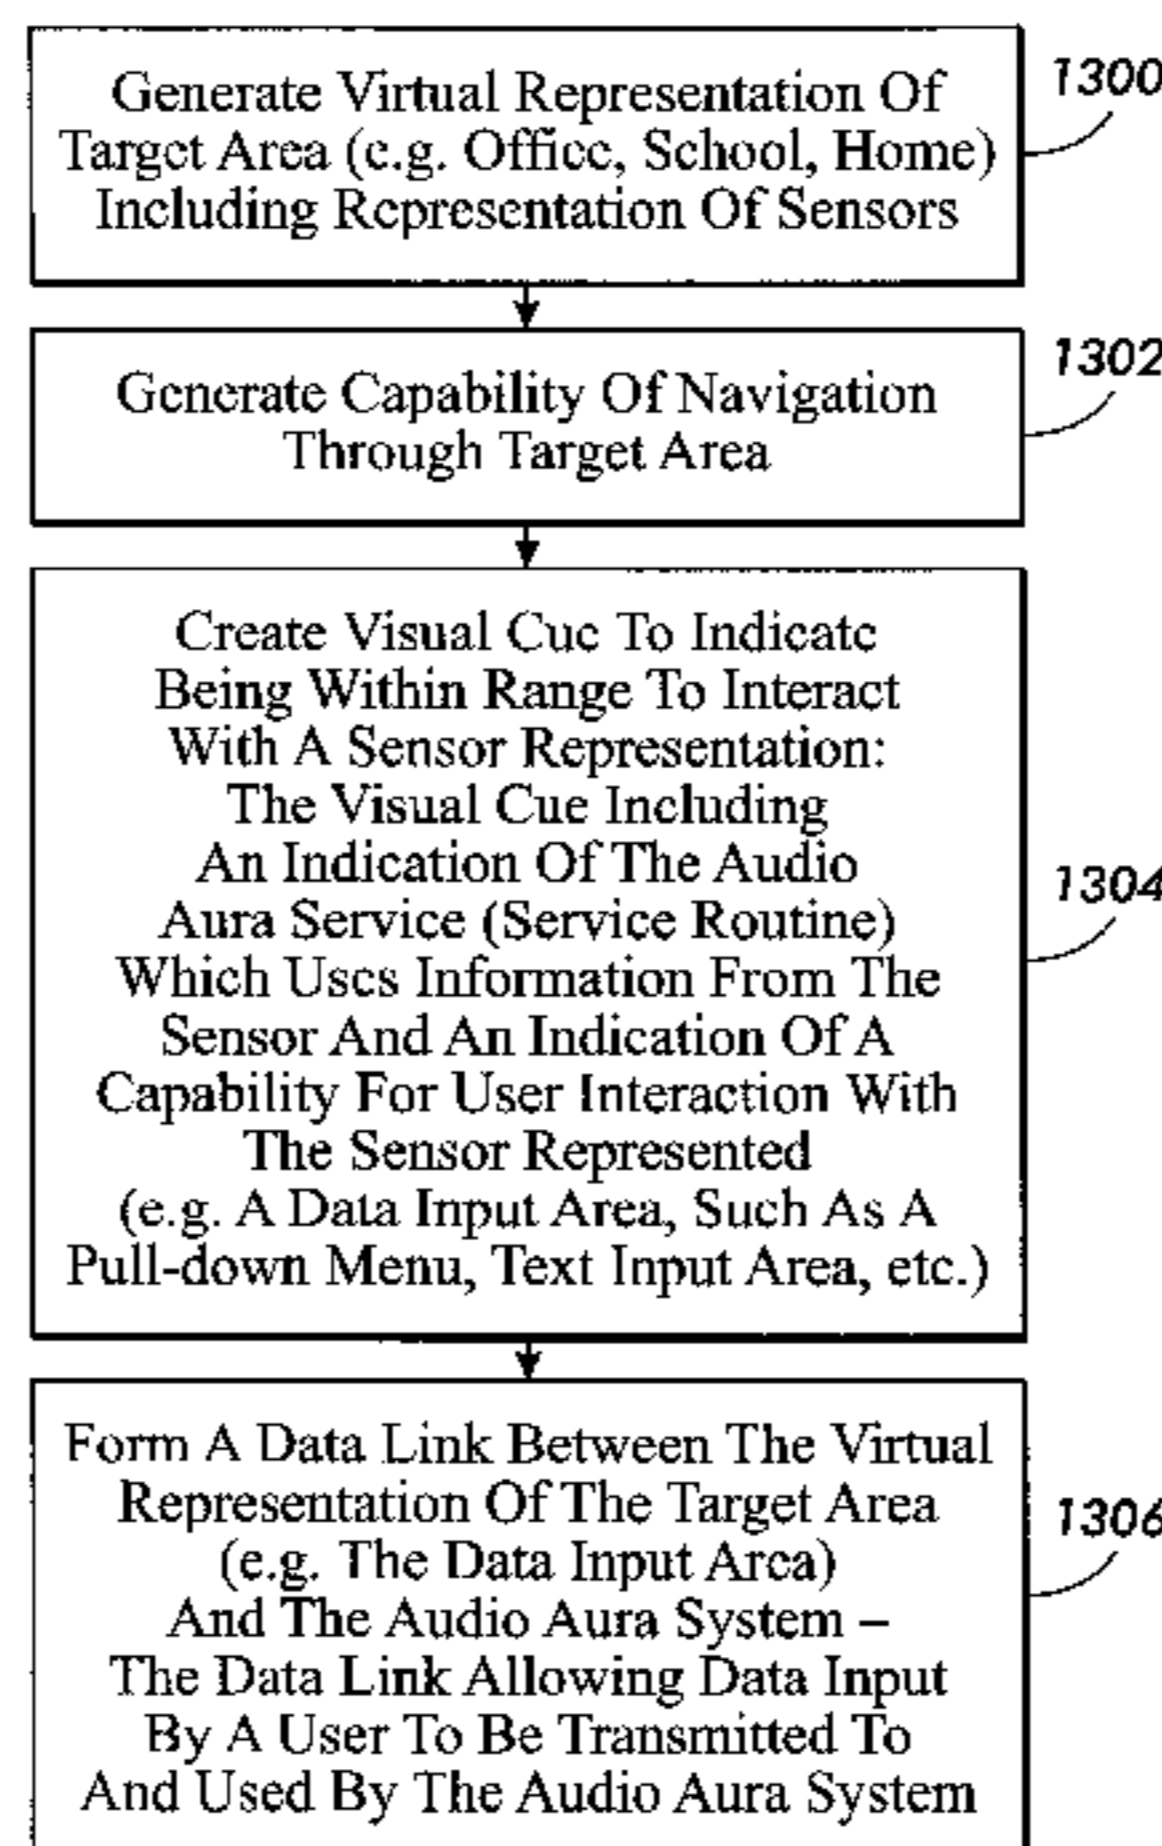 Generate Virtual Representation Of
Target Area (e.g. Office, School, Home)
Including Representation Of Sensors
1300
Generate Capability Of Navigation
Through Target Area
1302
Create Visual Cue To Indicate
Being Within Range To Interact
With A Sensor Representation:
The Visual Cue Including
An Indication Of The Audio
Aura Service (Service Routine)
Which Uses Information From The
Sensor And An Indication Of A
Capability For User Interaction With
The Sensor Represented
(e.g. A Data Input Area, Such As A
Pull-down Menu, Text Input Area, etc.)
1304
Form A Data Link Between The Virtual
Representation Of The Target Area
(e.g. The Data Input Area)
And The Audio Aura System –
The Data Link Allowing Data Input
By A User To Be Transmitted To
And Used By The Audio Aura System
1306